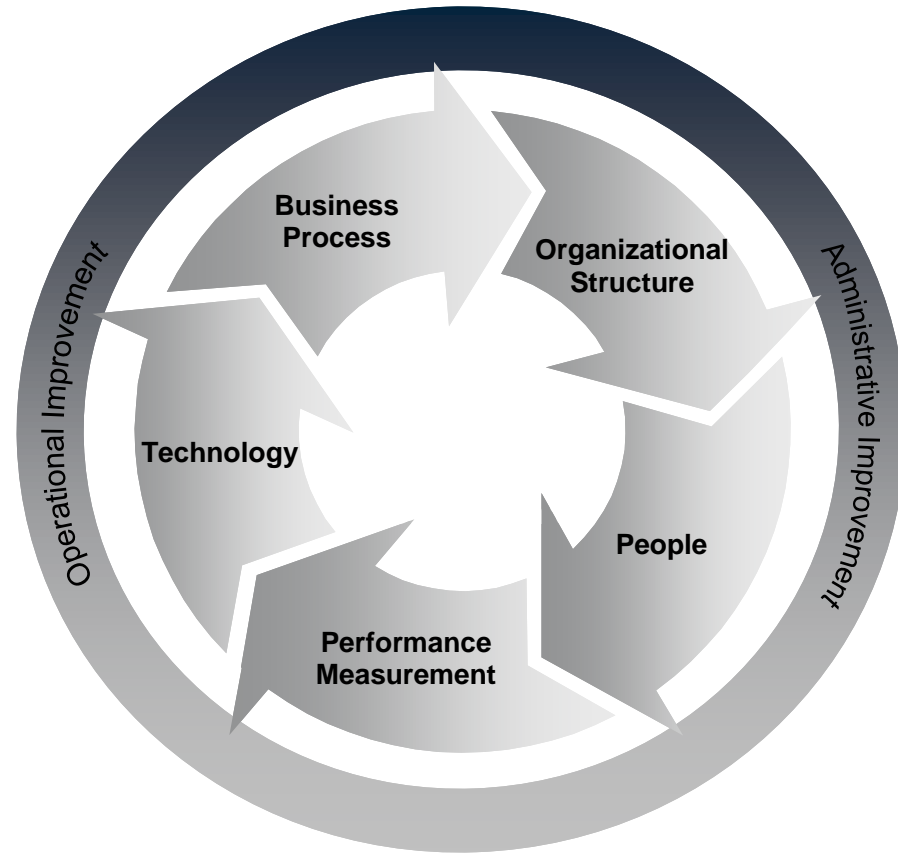 Business
Process
Organizational
Structure
People
Performance
Measurement
Technology
Operational Improvement
Administrative Improvement